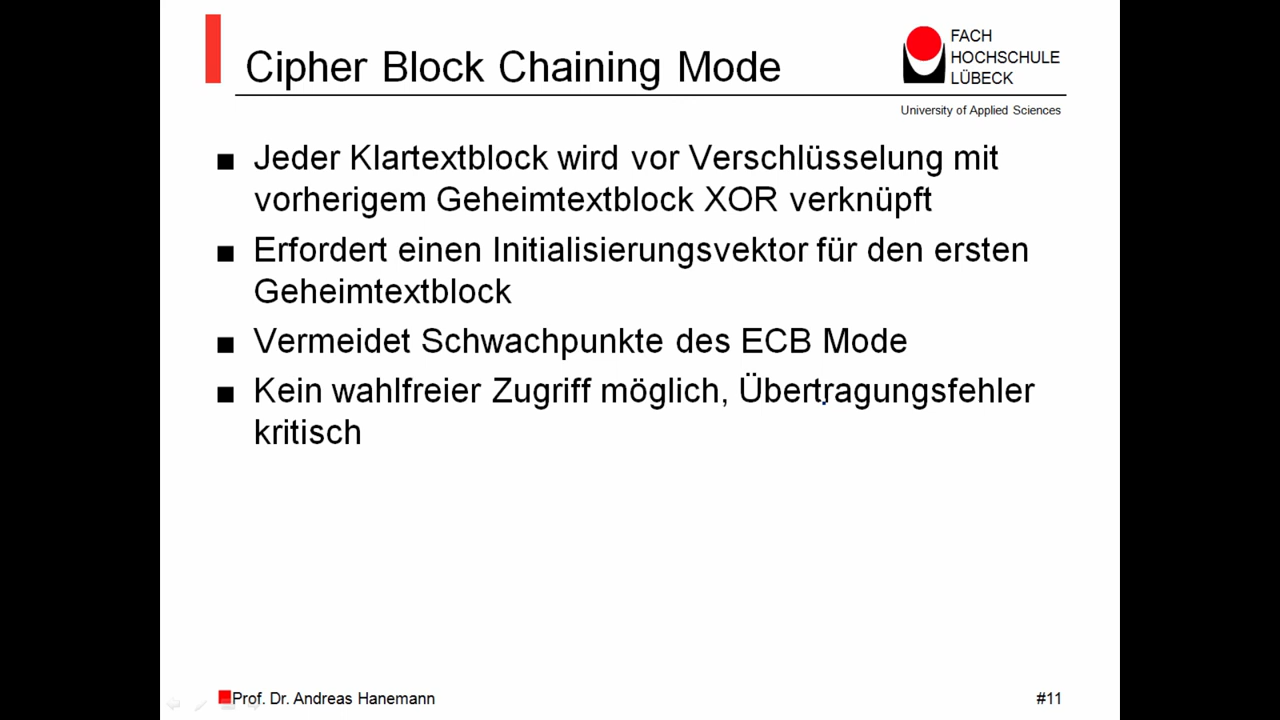 Cipher Block Chaining Mode
FACH
HOCHSCHULE
LÜBECK
University of Applied Sciences
Jeder Klartextblock wird vor Verschlüsselung mit
vorherigem Geheimtextblock XOR verknüpft
Erfordert einen Initialisierungsvektor für den ersten
Geheimtextblock
Vermeidet Schwachpunkte des ECB Mode
Kein wahlfreier Zugriff möglich, Übertragungsfehler
kritisch
Prof. Dr. Andreas Hanemann
#11